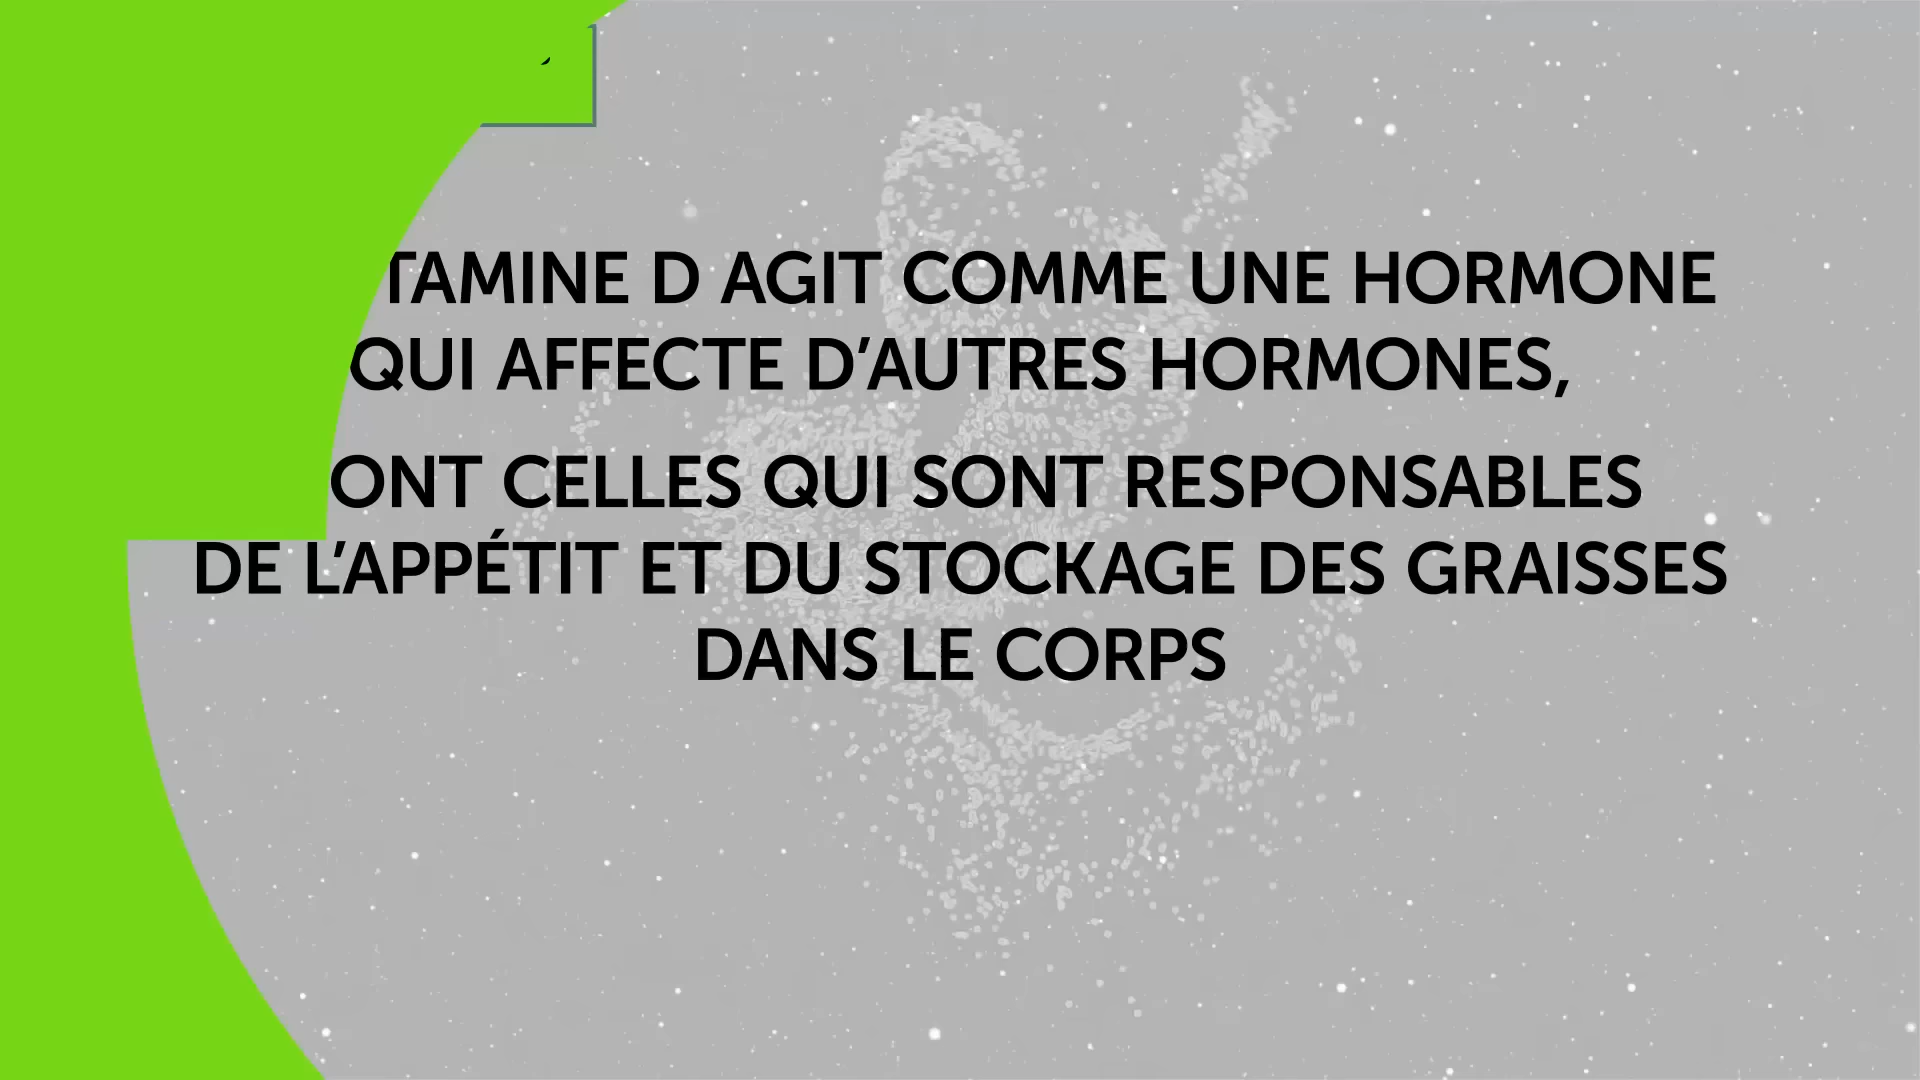 TAMINE D AGIT COMME UNE HORMONE
QUI AFFECTE D’AUTRES HORMONES,
ONT CELLES QUI SONT RESPONSABLES
DE L’APPÉTIT ET DU STOCKAGE DES GRAISSES
DANS LE CORPS